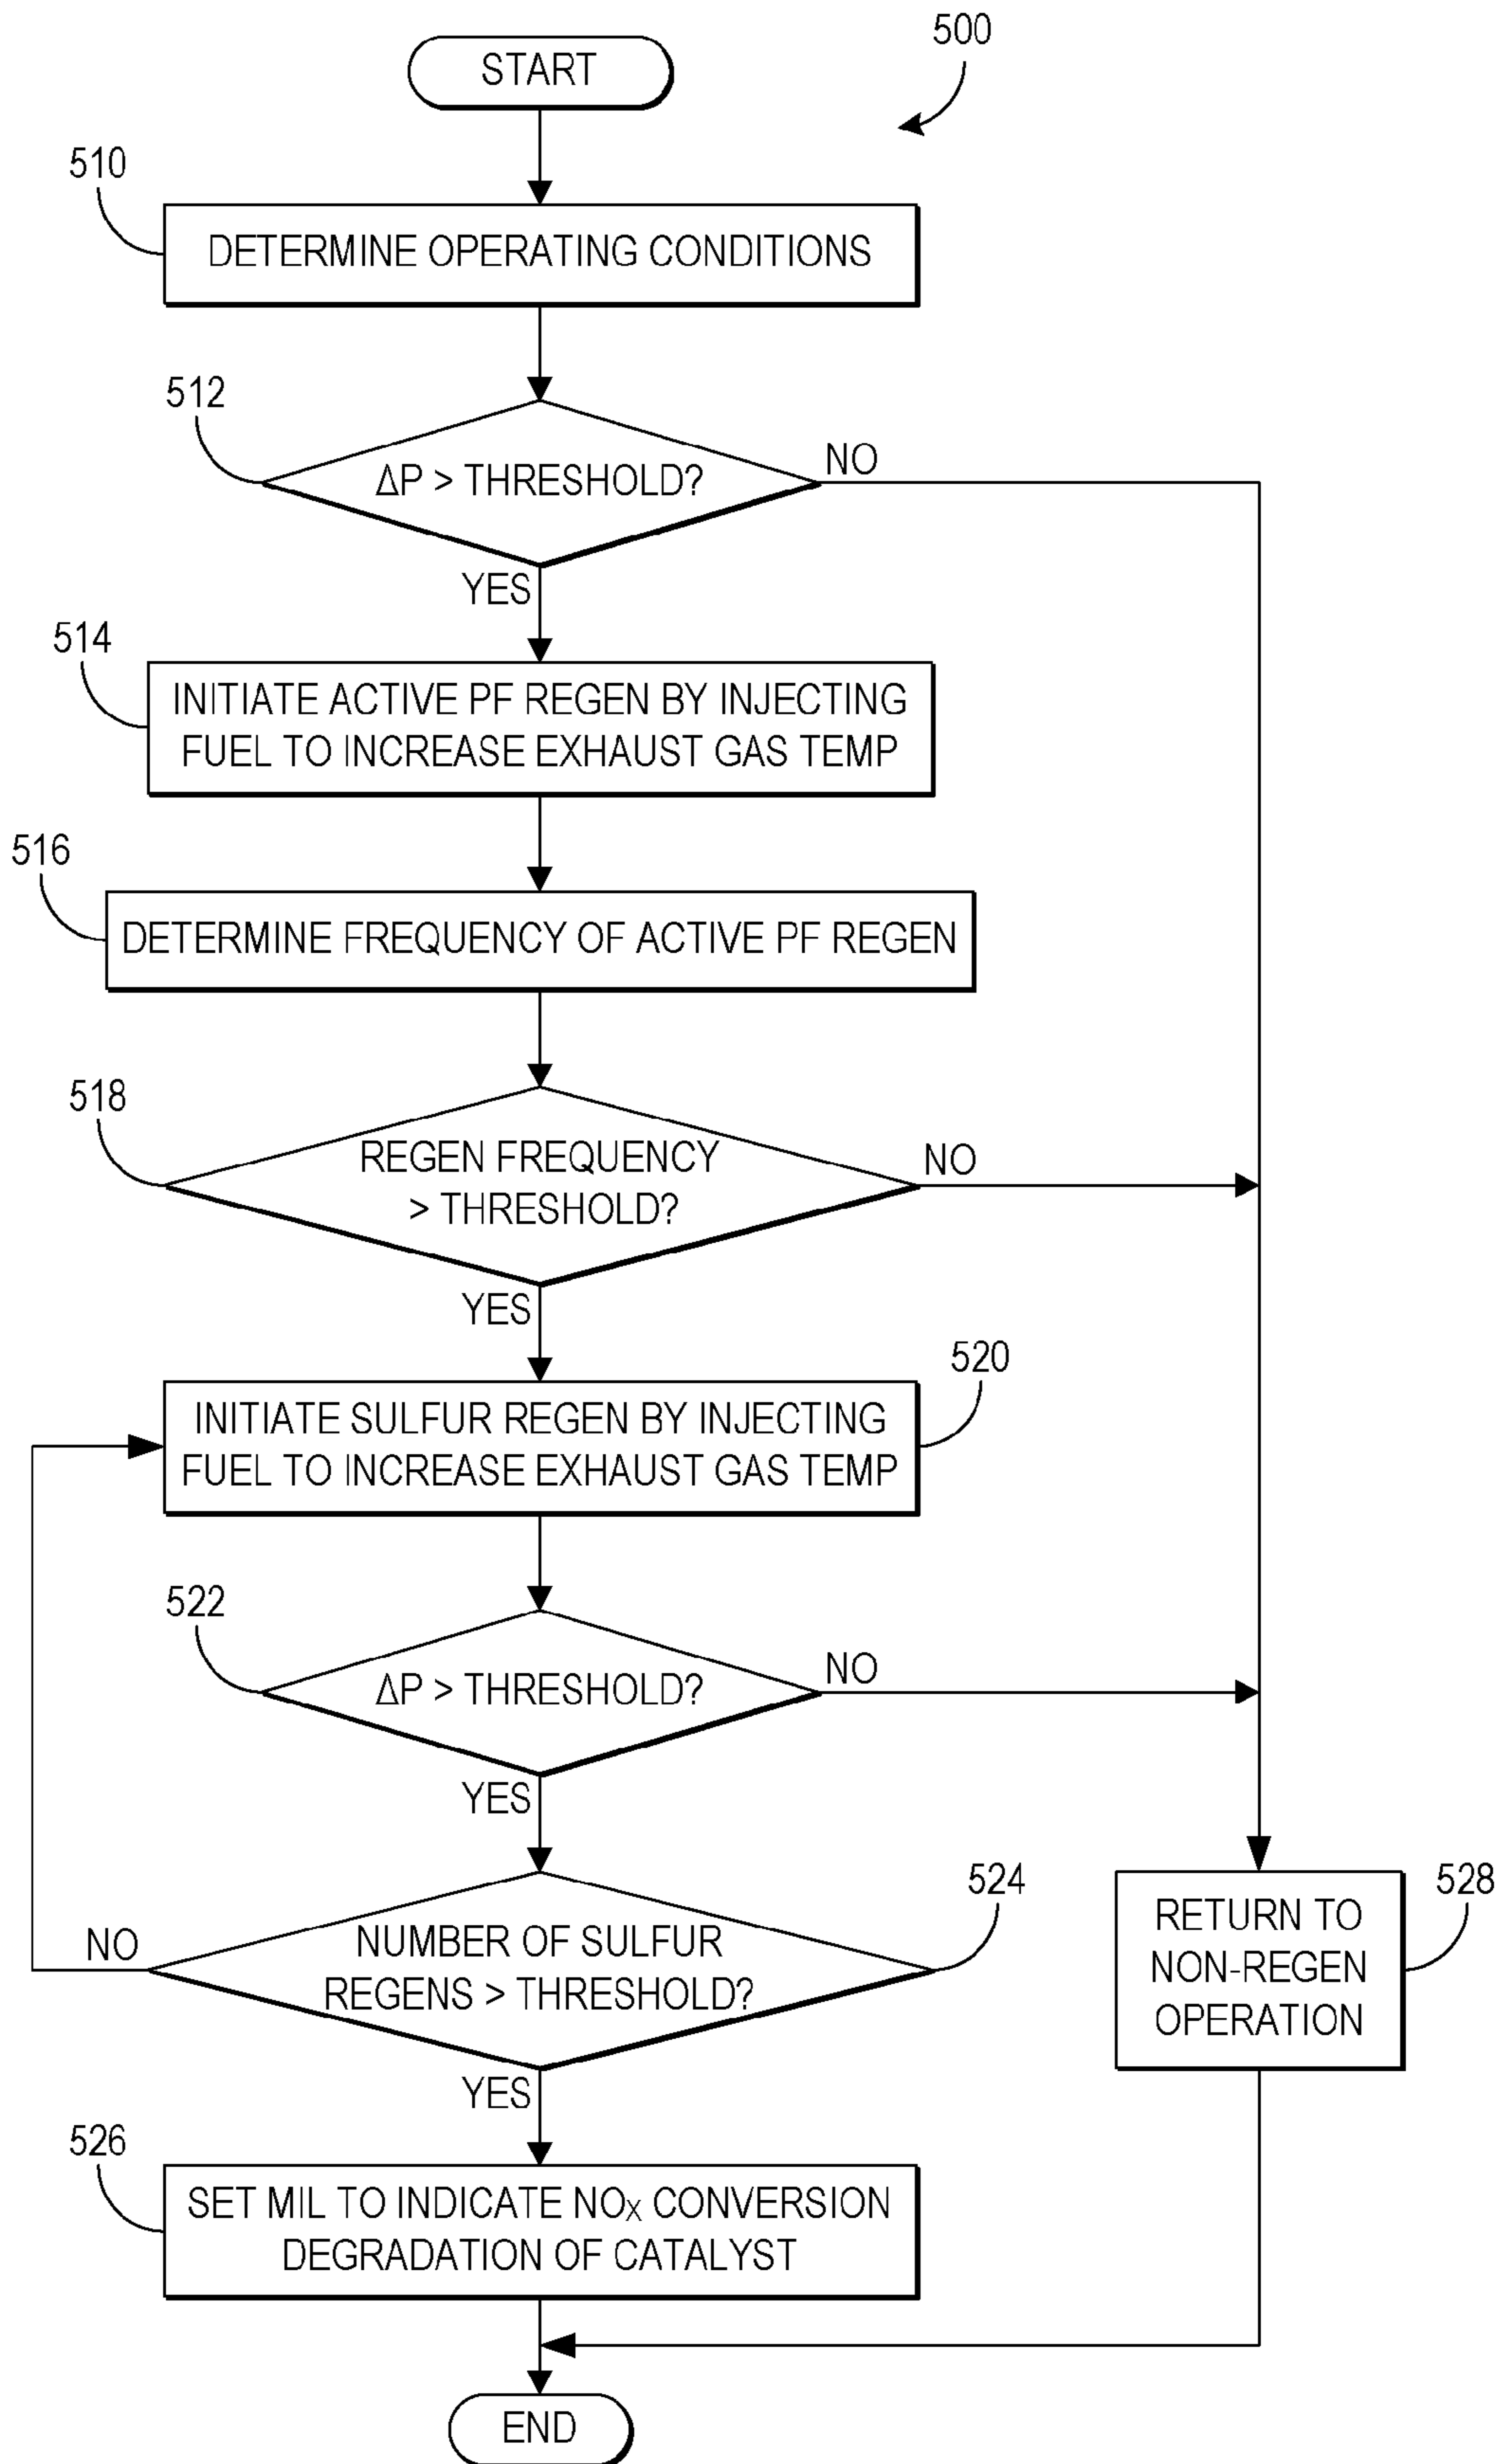 500
START
510
DETERMINE OPERATING CONDITIONS
512
ΔP > THRESHOLD?
NO
YES
514
INITIATE ACTIVE PF REGEN BY INJECTING
FUEL TO INCREASE EXHAUST GAS TEMP
516
DETERMINE FREQUENCY OF ACTIVE PF REGEN
518
REGEN FREQUENCY
> THRESHOLD?
NO
YES
520
INITIATE SULFUR REGEN BY INJECTING
FUEL TO INCREASE EXHAUST GAS TEMP
522
ΔP > THRESHOLD?
NO
YES
524
NUMBER OF SULFUR
REGENS > THRESHOLD?
NO
YES
528
RETURN TO
NON-REGEN
OPERATION
526
SET MIL TO INDICATE NOX CONVERSION
DEGRADATION OF CATALYST
END